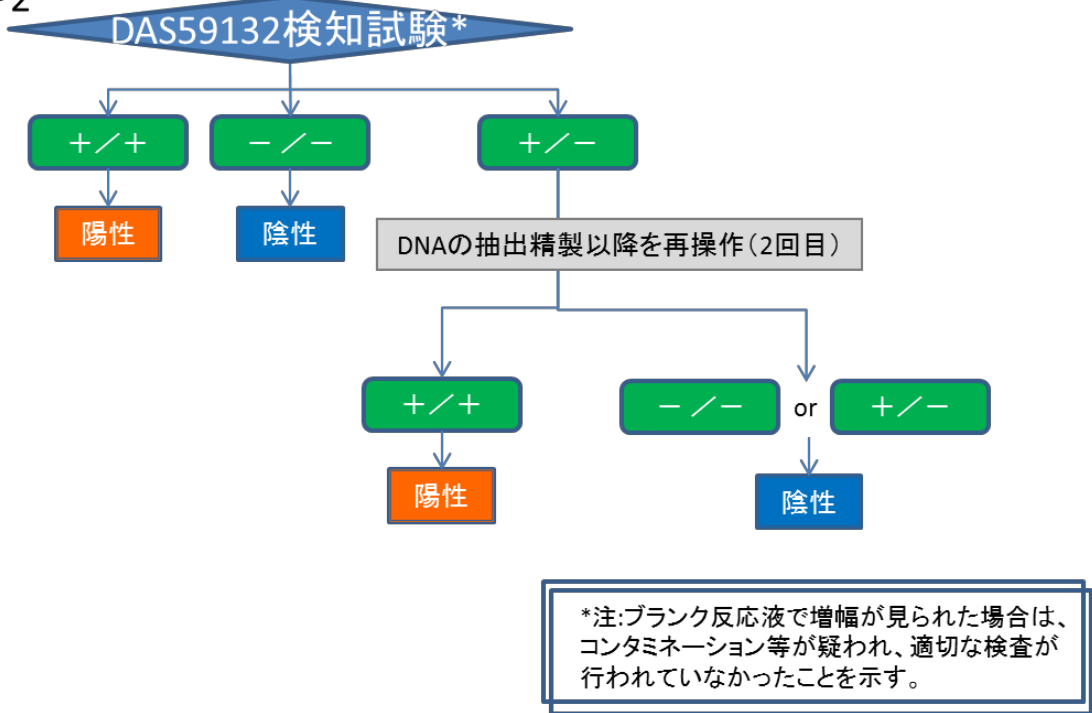 2
DAS59132検知試験*
+/+
-/-
+/-
陽性
陰性
DNAの抽出精製以降を再操作(2回目)
+/+
-/-
or
+/-
陽性
陰性
*注:ブランク反応液で増幅が見られた場合は、
コンタミネーション等が疑われ、適切な検査が
行われていなかったことを示す。